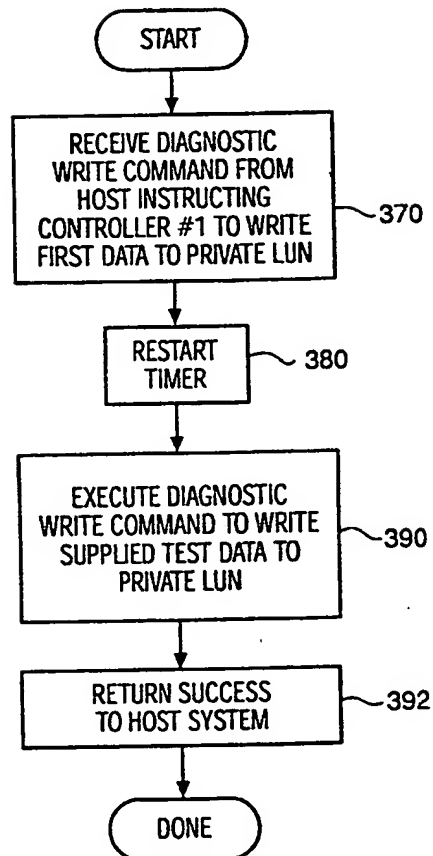 START
RECEIVE DIAGNOSTIC
WRITE COMMAND FROM
HOST INSTRUCTING
CONTROLLER #1 TO WRITE
FIRST DATA TO PRIVATE LUN
370
RESTART
TIMER
380
EXECUTE DIAGNOSTIC
WRITE COMMAND TO WRITE
SUPPLIED TEST DATA TO
PRIVATE LUN
390
RETURN SUCCESS
TO HOST SYSTEM
392
DONE